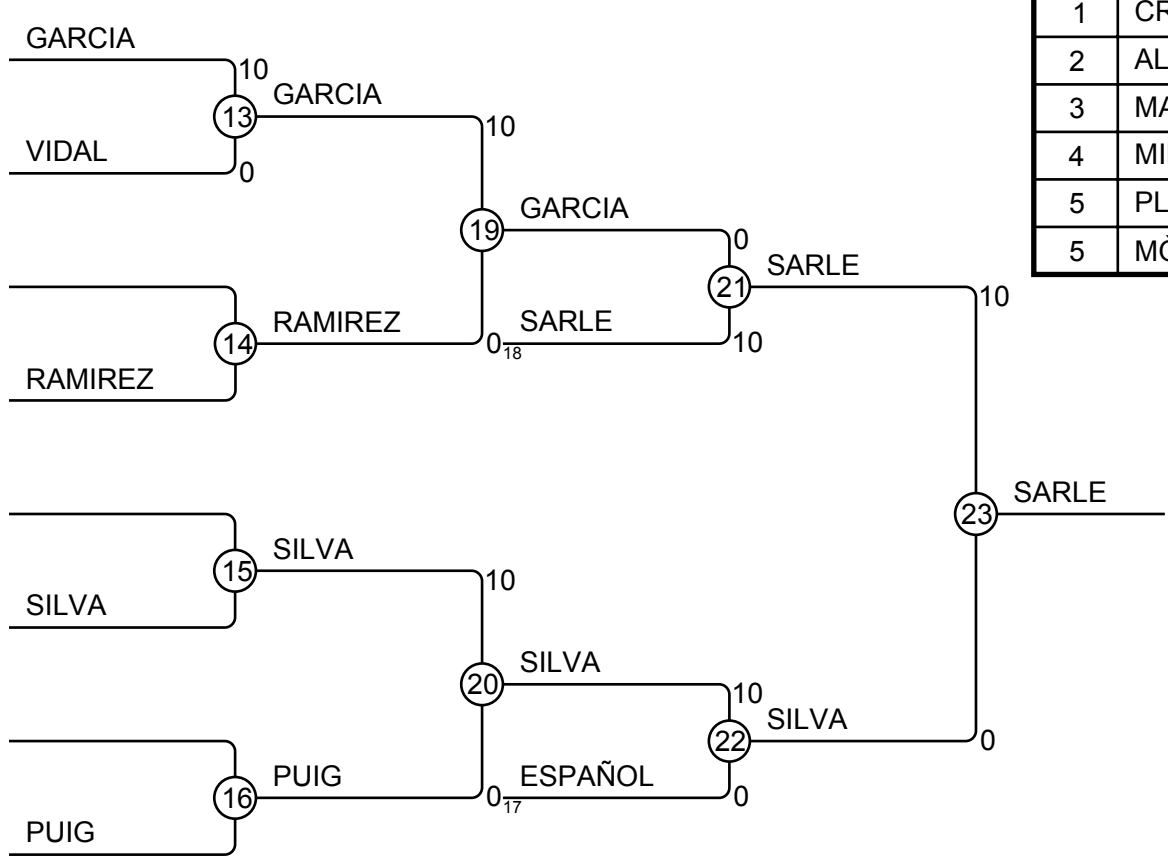 GARCIA
10
13
GARCIA
VIDAL
0
10
19
GARCIA
0
14
RAMIREZ
RAMIREZ
0
18
SARLE
21
SARLE
10
10
15
SILVA
SILVA
10
20
SILVA
10
16
PUIG
PUIG
0
17
ESPAÑOL
22
SILVA
0
0
23
SARLE
1
2
3
4
5
5